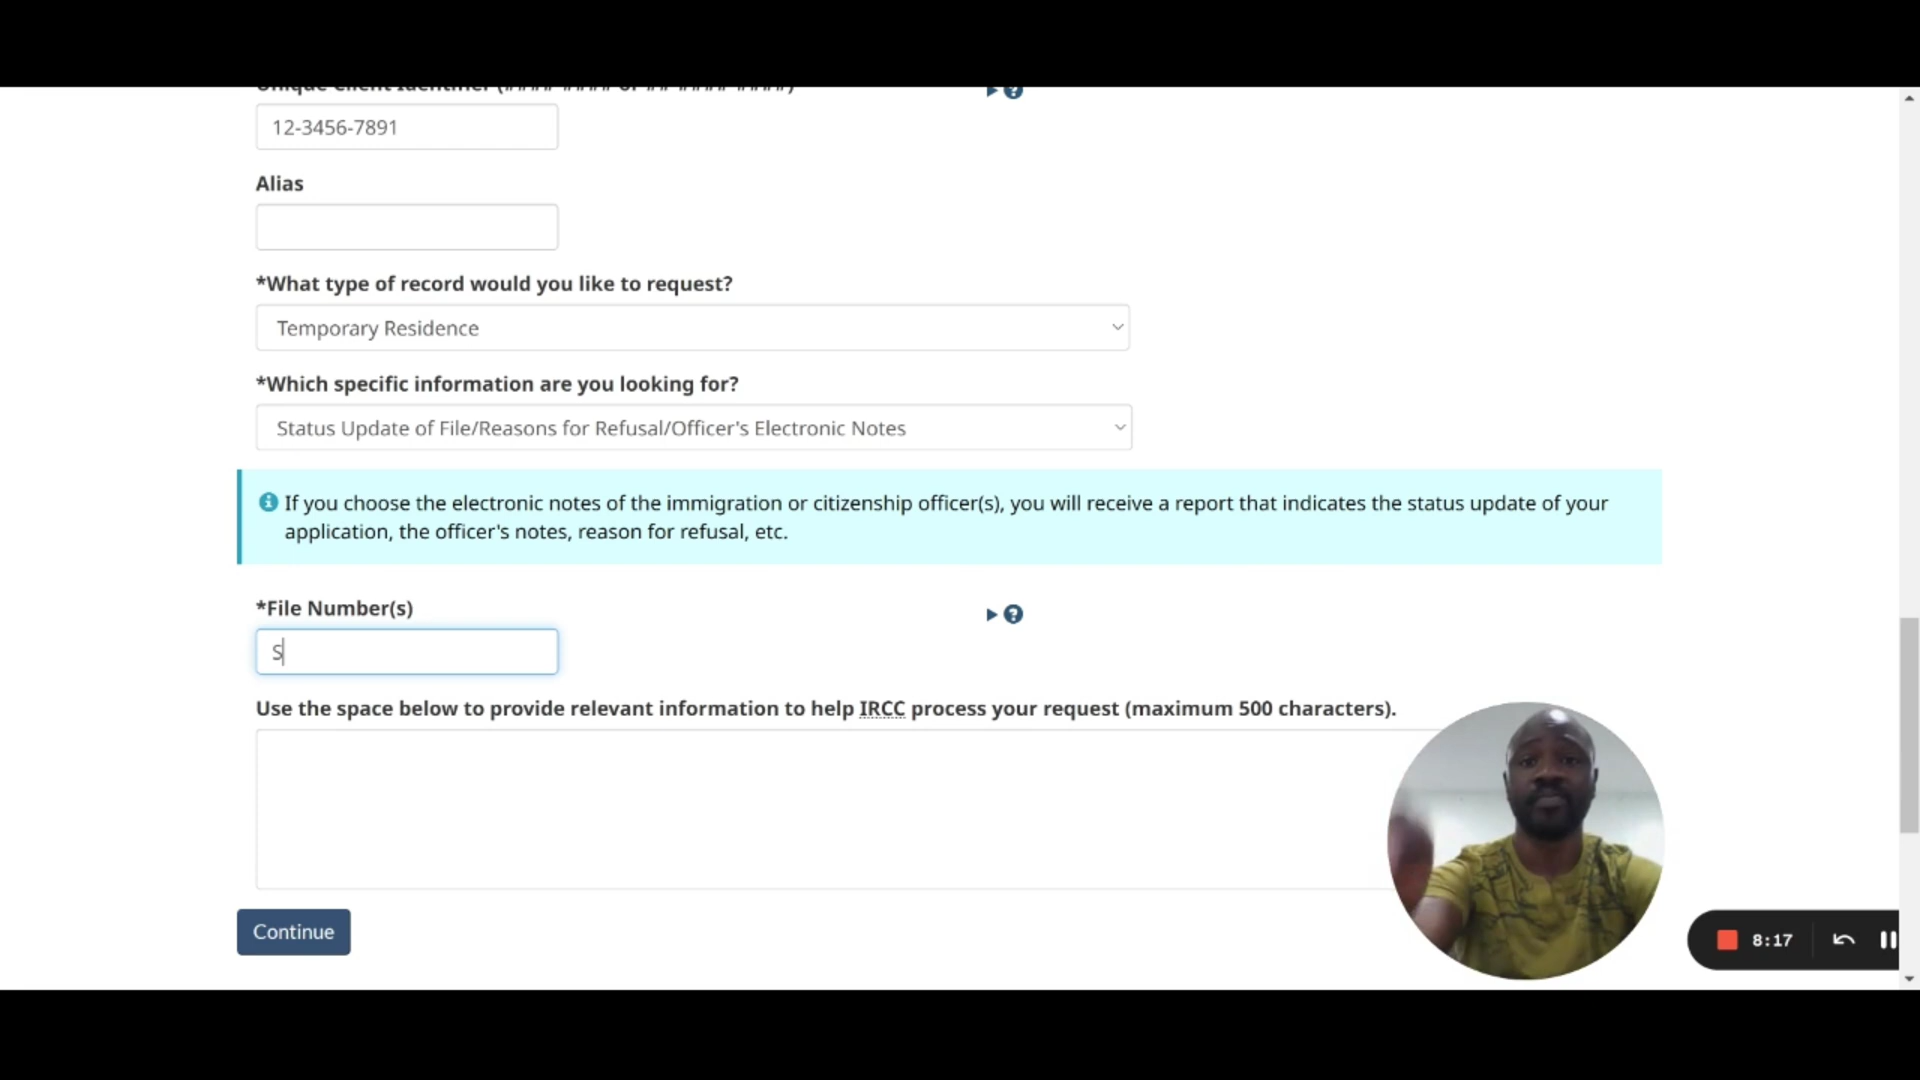 Unique Client Identifier (####-#### or ##-####-####)
12-3456-7891
Alias
*What type of record would you like to request?
Temporary Residence
*Which specific information are you looking for?
Status Update of File/Reasons for Refusal/Officer's Electronic Notes
If you choose the electronic notes of the immigration or citizenship officer(s), you will receive a report that indicates the status update of your
application, the officer's notes, reason for refusal, etc.
*File Number(s)
S
Use the space below to provide relevant information to help IRCC process your request (maximum 500 characters).
Continue
8:17